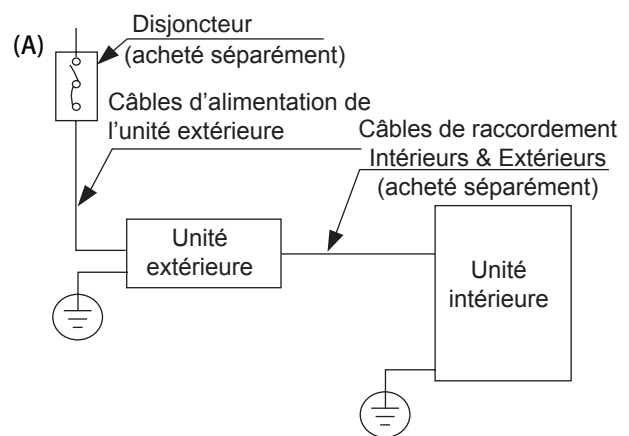 (A)
Disjoncteur
(acheté séparément)
Câbles d'alimentation de
l'unité extérieure
Câbles de raccordement
Intérieurs & Extérieurs
(acheté séparément)
Unité
extérieure
Unité
intérieure